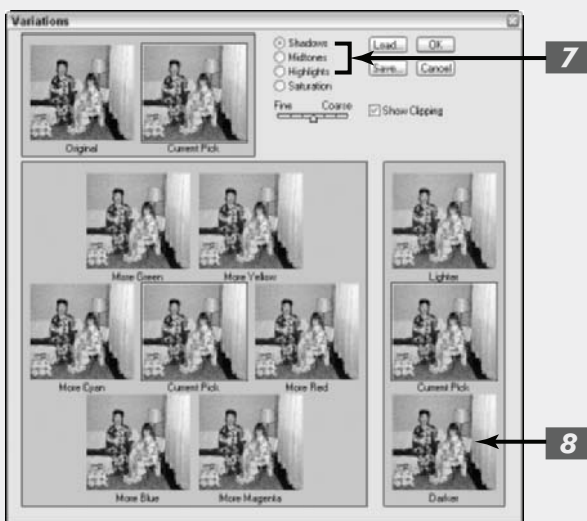 Variations
Shadows
Midtones
Highlights
Saturation
Load...
OK
Save...
Cancel
7
Fine
Coarse
Show Clipping
Original
Current Pick
More Green
More Yellow
Lighter
More Cyan
Current Pick
More Red
Current Pick
8
More Blue
More Magenta
Darker